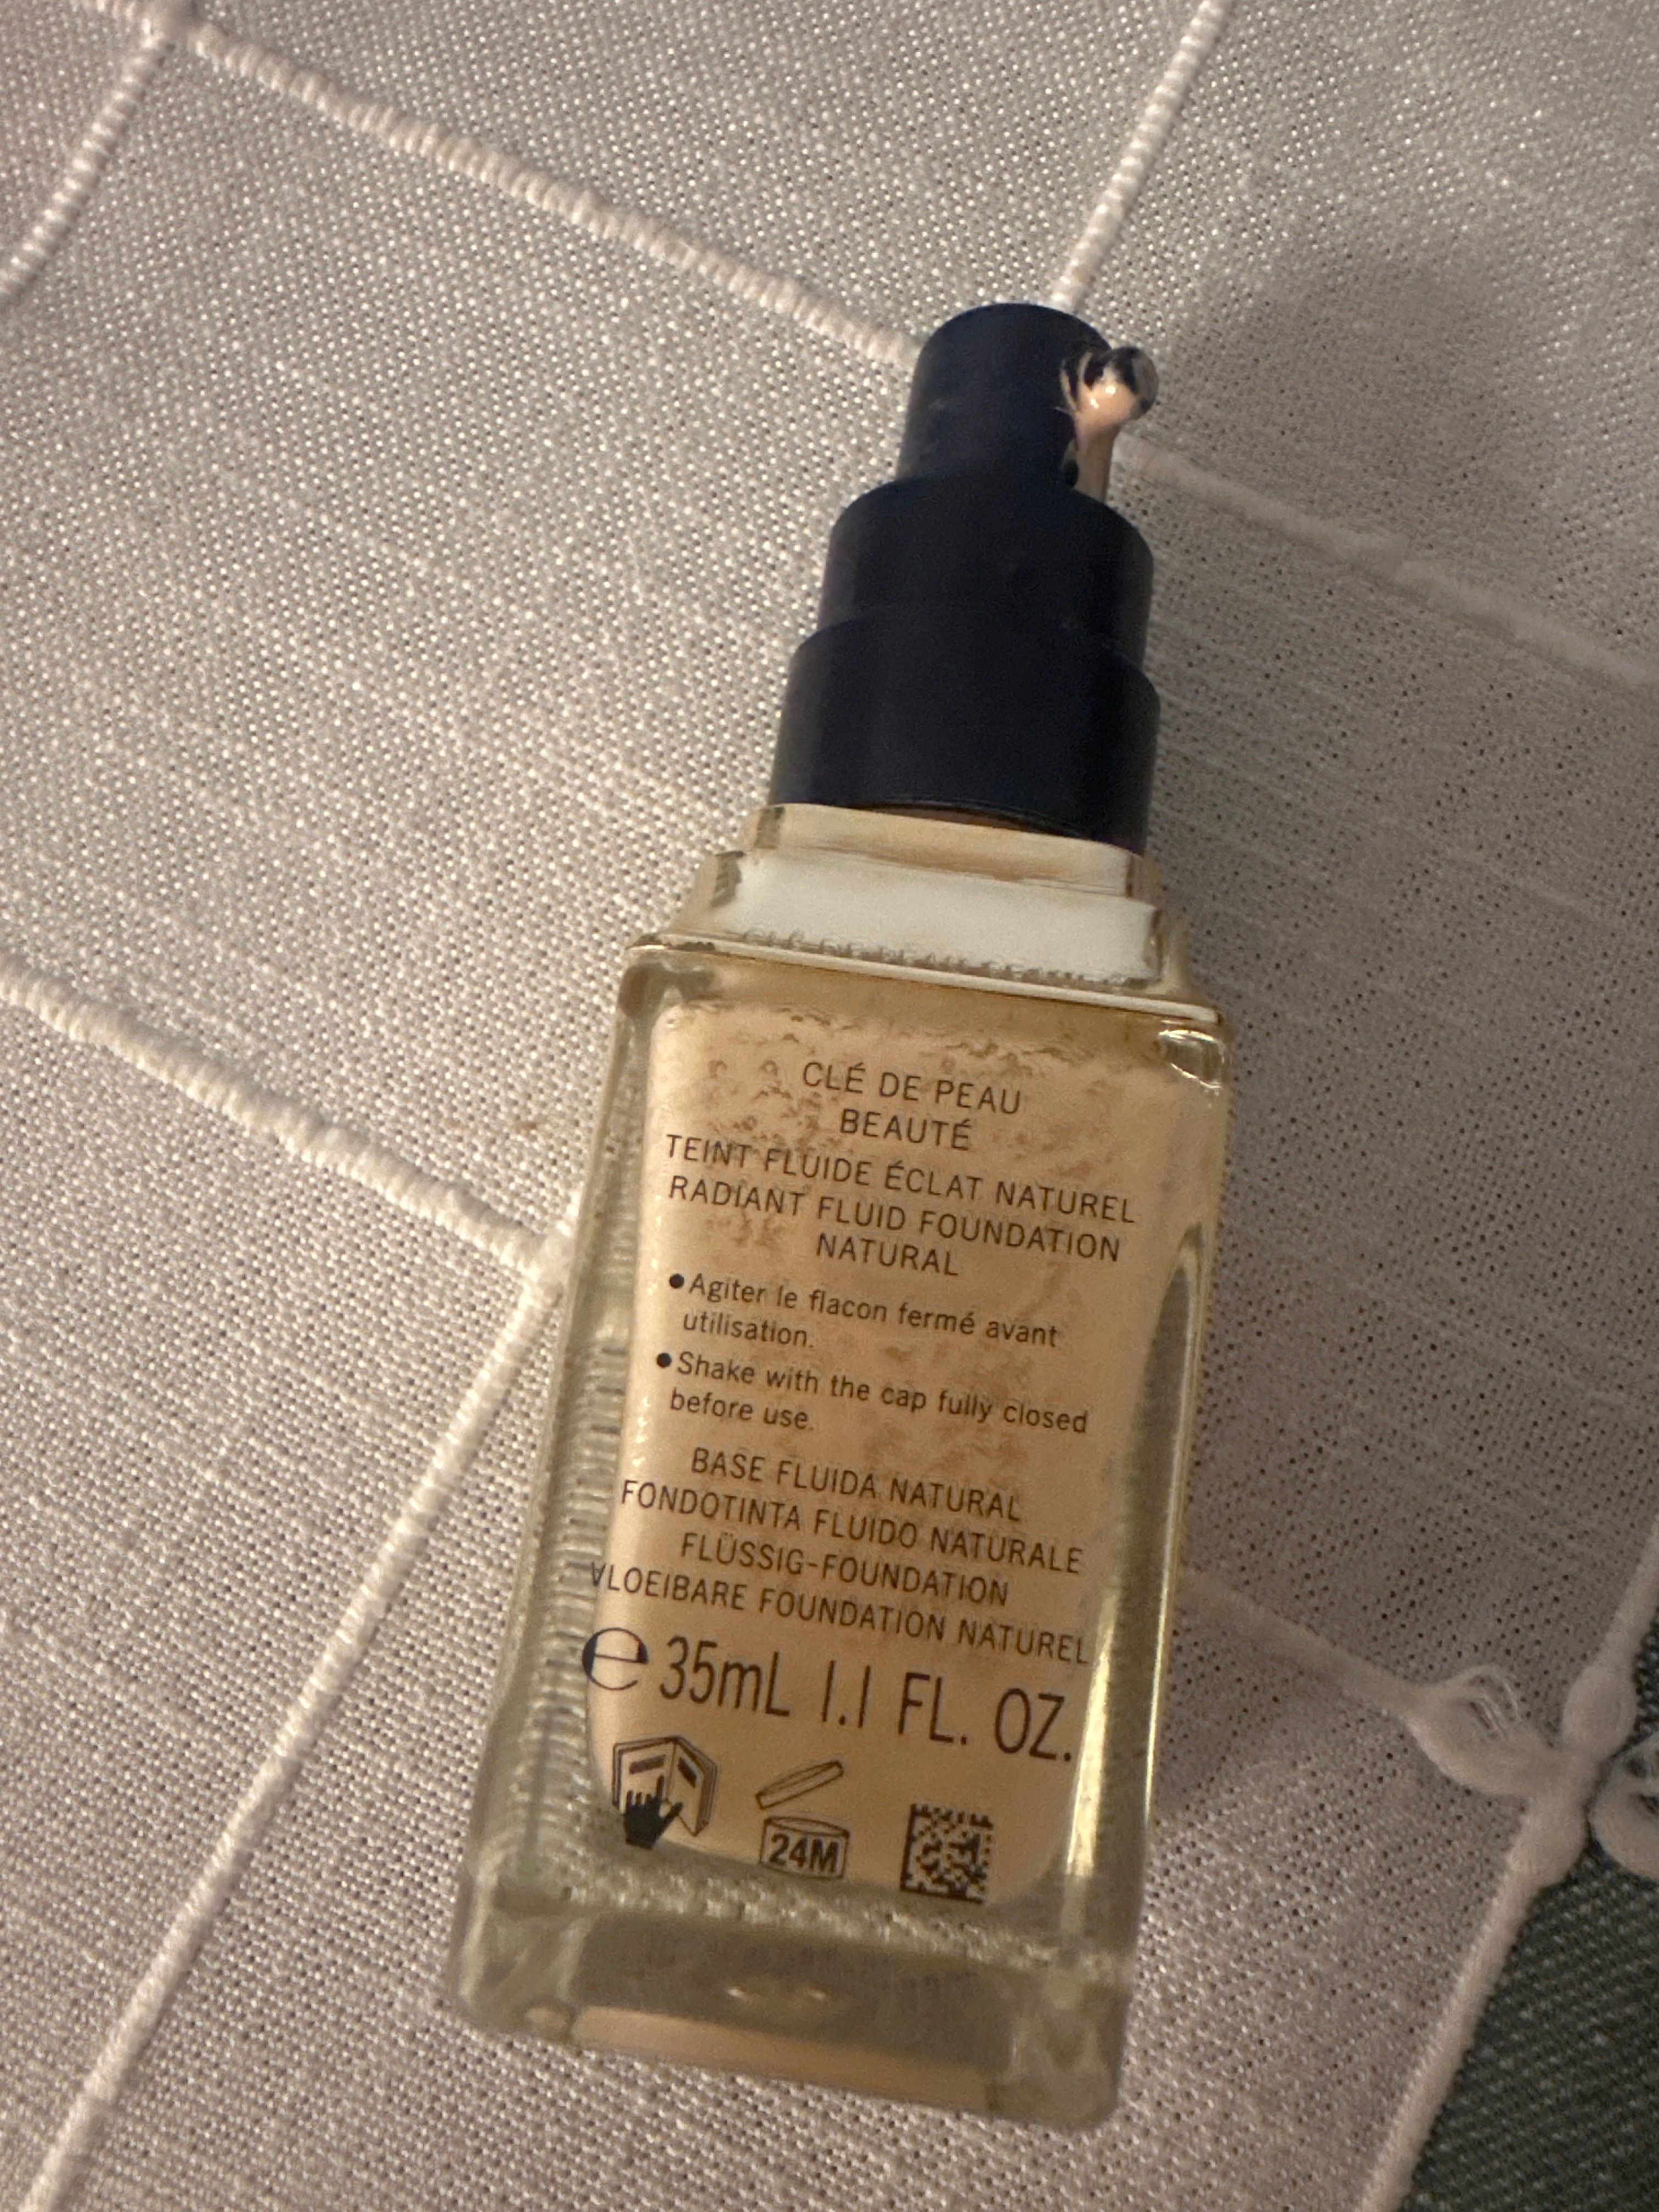 CLÉ DE PEAU
BEAUTÉ
TEINT FLUIDE ÉCLAT NATUREL
RADIANT FLUID FOUNDATION
NATURAL
●Agiter le flacon fermé avant
utilisation.
●Shake with the cap fully closed
before use.
BASE FLUIDA NATURAL
FONDOTINTA FLUIDO NATURALE
FLÜSSIG-FOUNDATION
VLOEIBARE FOUNDATION NATUREL
℮ 35mL 1.1 FL. OZ.
24M